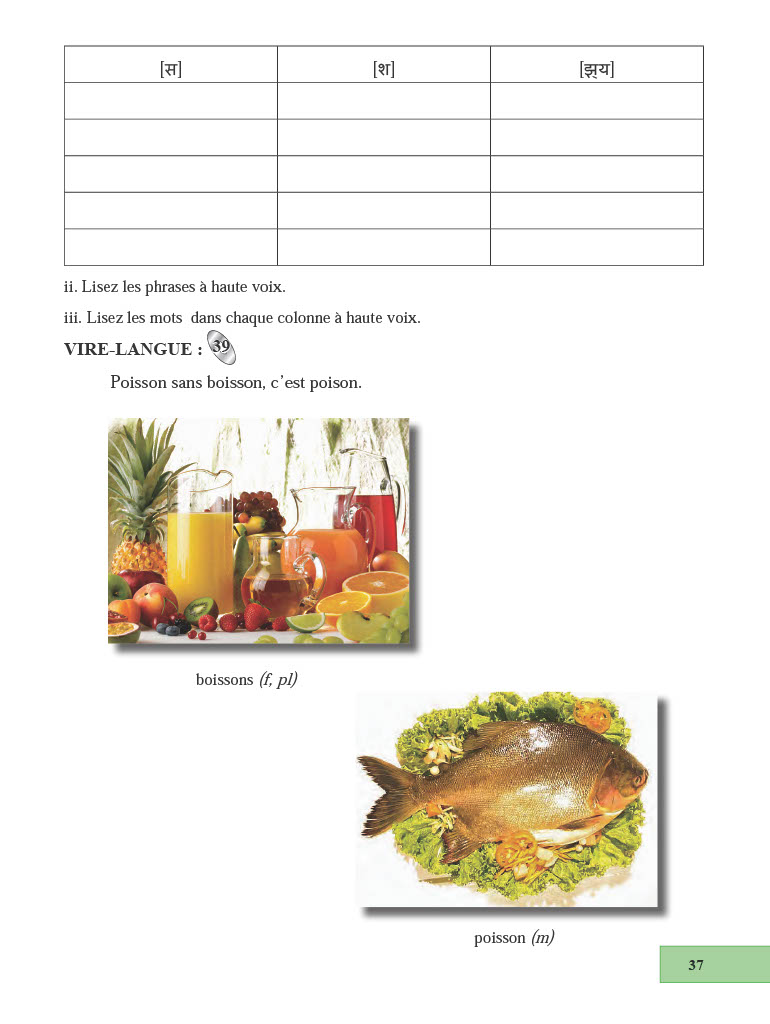 [स] [श] [झ्य]
ii. Lisez les phrases à haute voix.
iii. Lisez les mots dans chaque colonne à haute voix.
VIRE-LANGUE : 39
Poisson sans boisson, c’est poison.
boissons (f, pl)
poisson (m)
37